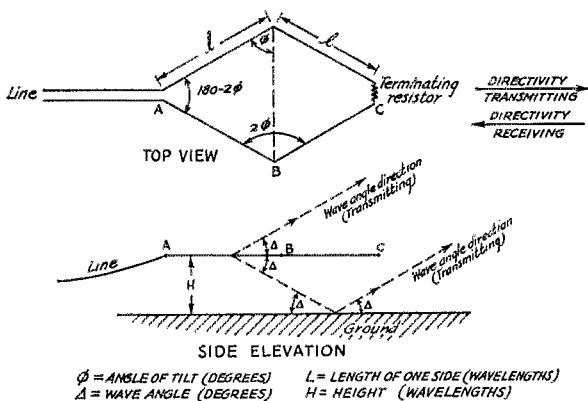 l
l
ϕ
Line
A
180-2ϕ
Terminating
resistor
C
DIRECTIVITY
TRANSMITTING
DIRECTIVITY
RECEIVING
2ϕ
B
TOP VIEW
Wave angle direction
(Transmitting)
Wave angle direction
(Transmitting)
A
Δ
B
C
Δ
Line
H
Δ
Δ
Ground
SIDE ELEVATION
ϕ = ANGLE OF TILT (DEGREES)
L = LENGTH OF ONE SIDE (WAVELENGTHS)
Δ = WAVE ANGLE (DEGREES)
H = HEIGHT (WAVELENGTHS)